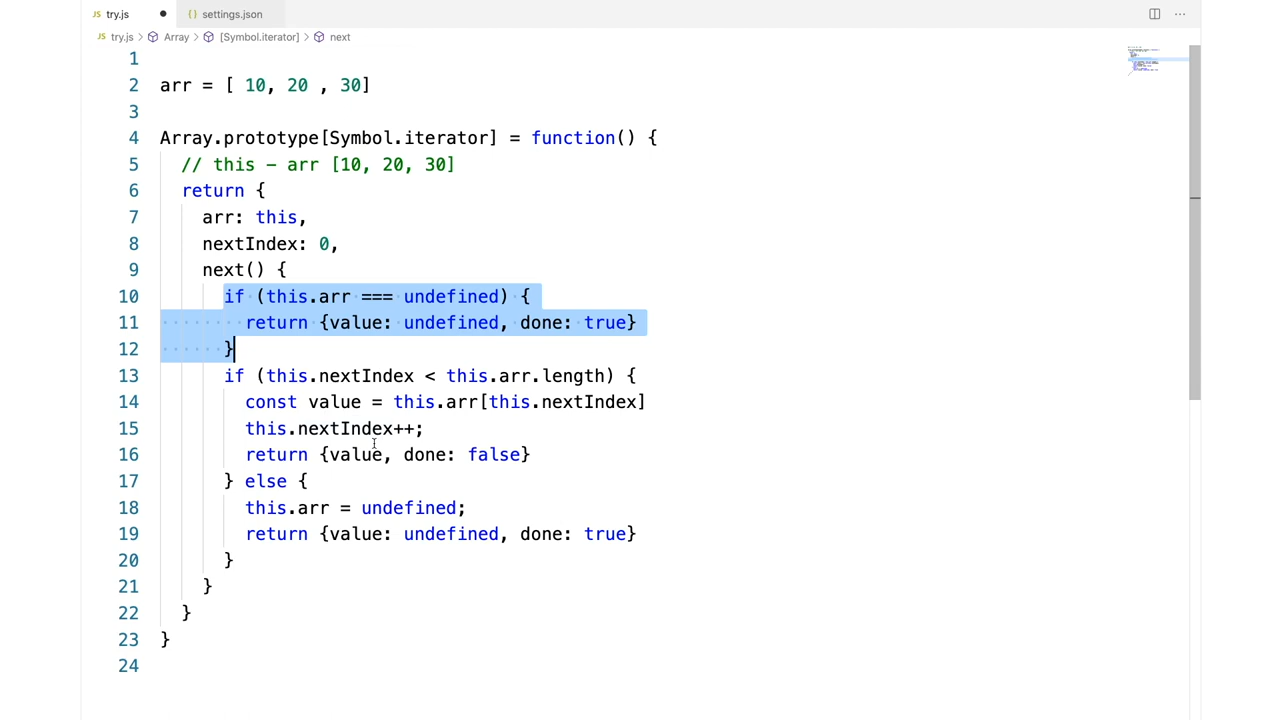 JS try.js ● {} settings.json ···
JS try.js > Array > [Symbol.iterator] > next
1
2 arr = [ 10, 20 , 30]
3
4 Array.prototype[Symbol.iterator] = function() {
5   // this – arr [10, 20, 30]
6   return {
7     arr: this,
8     nextIndex: 0,
9     next() {
10       if (this.arr === undefined) {
11         return {value: undefined, done: true}
12       }
13       if (this.nextIndex < this.arr.length) {
14         const value = this.arr[this.nextIndex]
15         this.nextIndex++;
16         return {value, done: false}
17       } else {
18         this.arr = undefined;
19         return {value: undefined, done: true}
20       }
21     }
22   }
23 }
24